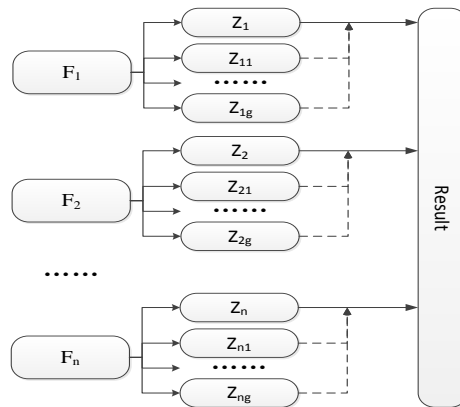 Z1
Z11
F1
......
Z1g
Z2
Z21
F2
......
Z2g
Result
......
Zn
Zn1
Fn
......
Zng